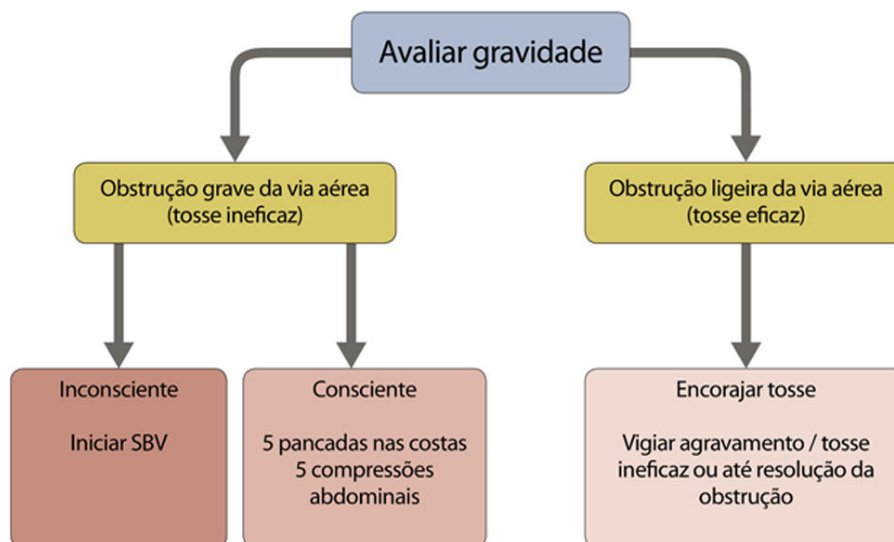 Avaliar gravidade
Obstrução grave da via aérea
(tosse ineficaz)
Obstrução ligeira da via aérea
(tosse eficaz)
Inconsciente
Iniciar SBV
Consciente
5 pancadas nas costas
5 compressões
abdominais
Encorajar tosse
Vigiar agravamento / tosse
ineficaz ou até resolução da
obstrução